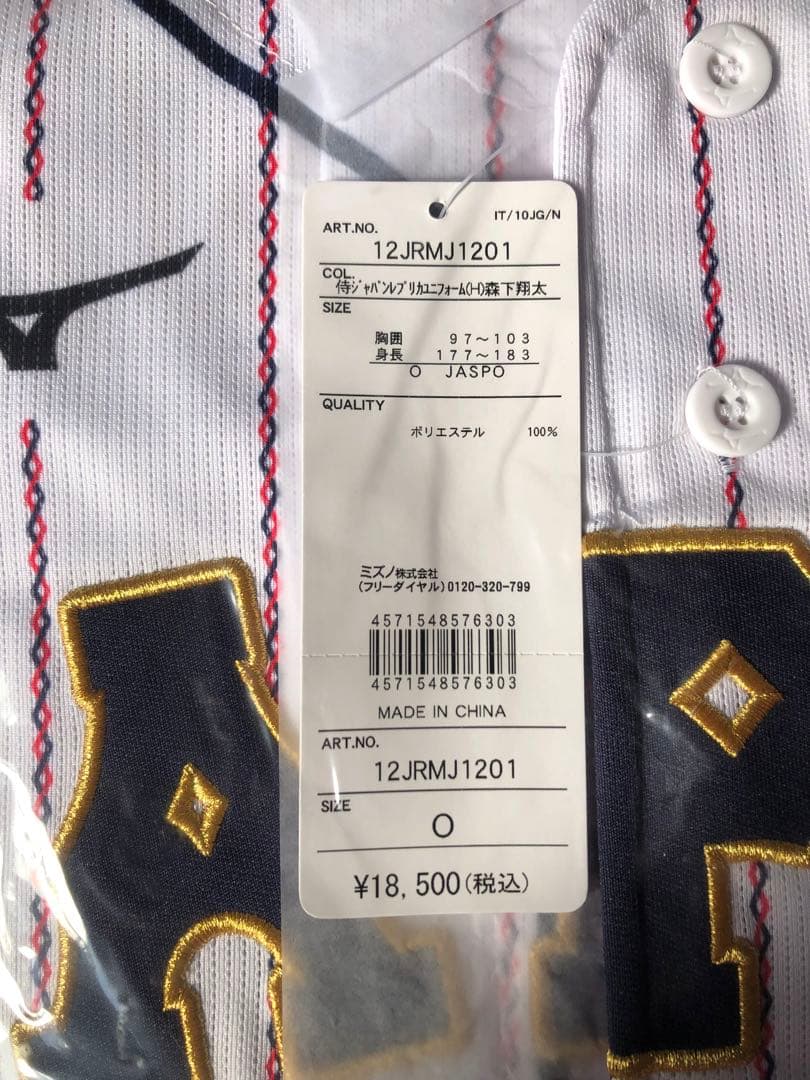 IT/10JG/N
ART.NO.
12JRMJ1201
COL.
侍ｼﾞｬﾊﾟﾝﾚﾌﾟﾘｶﾕﾆﾌｫｰﾑ(H)森下翔太
SIZE
胸囲 97～103
身長 177～183
O JASPO
QUALITY
ポリエステル 100%
ミズノ株式会社
(フリーダイヤル)0120-320-799
4571548576303
4571548576303
MADE IN CHINA
ART.NO.
12JRMJ1201
SIZE
O
¥18,500(税込)